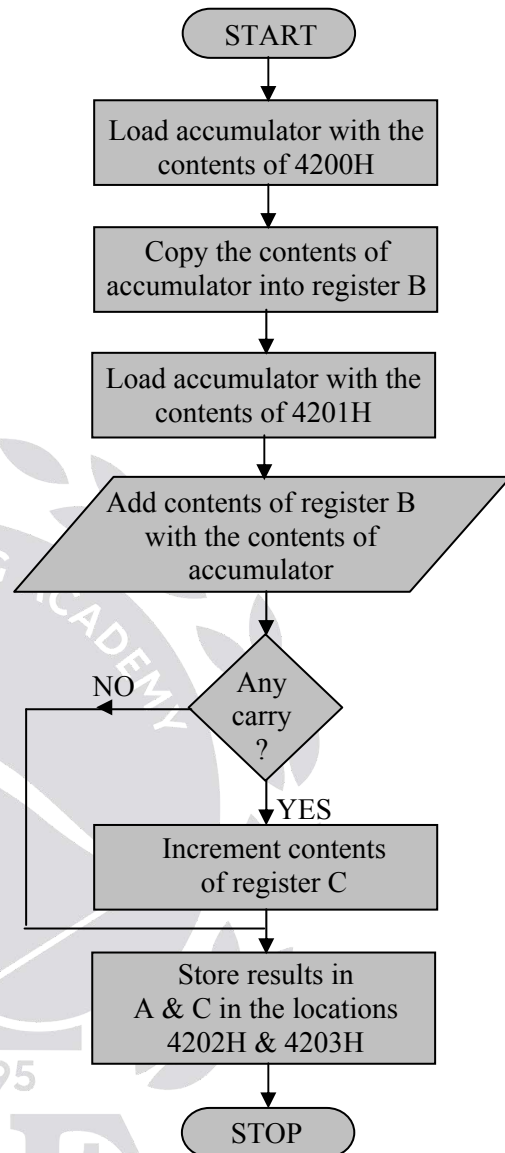 START
Load accumulator with the
contents of 4200H
Copy the contents of
accumulator into register B
Load accumulator with the
contents of 4201H
Add contents of register B
with the contents of
accumulator
ACADEMY
NO
Any
carry
?
YES
Increment contents
of register C
Store results in
A & C in the locations
4202H & 4203H
95
STOP